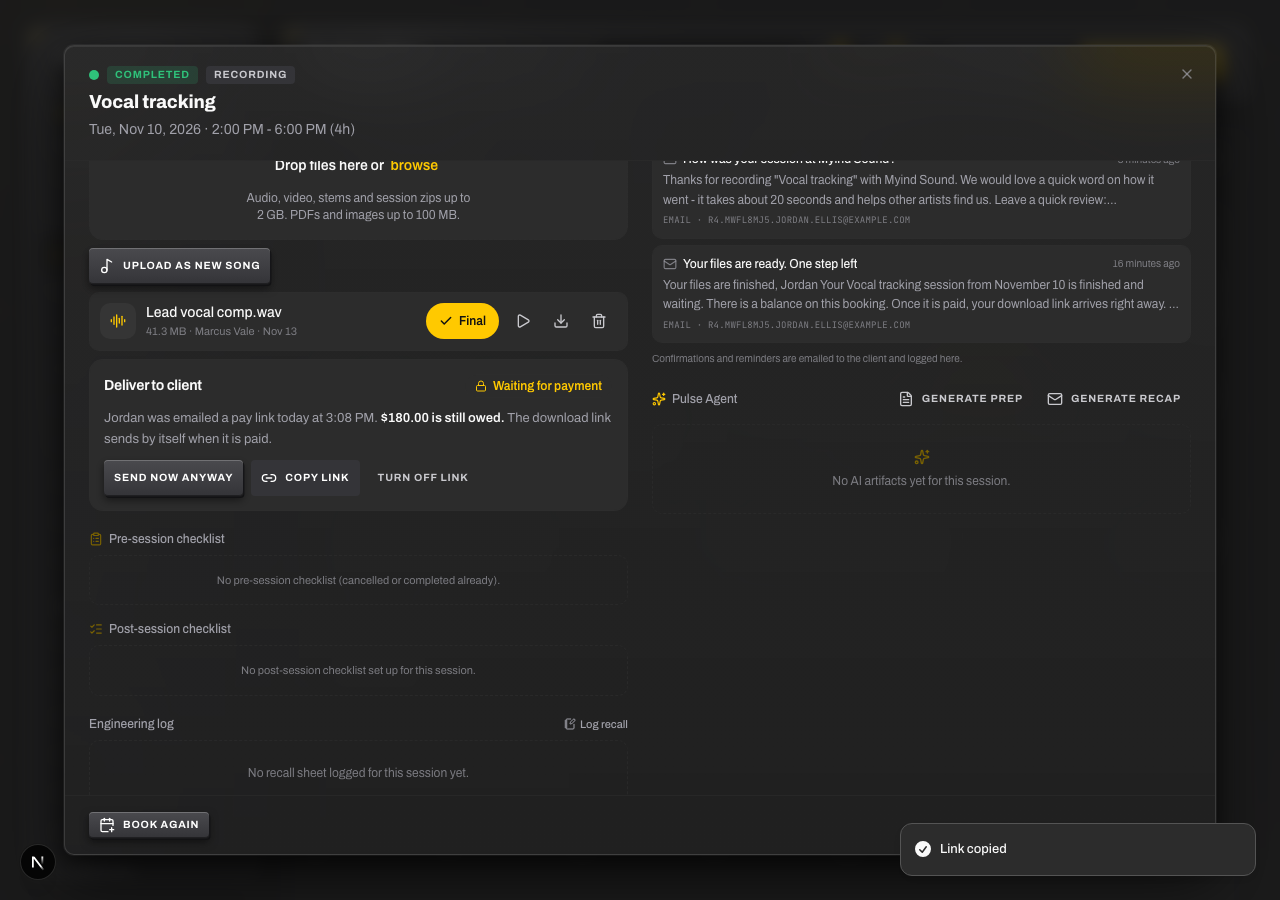 COMPLETED
RECORDING
Vocal tracking
Tue, Nov 10, 2026 · 2:00 PM - 6:00 PM (4h)
Drop files here or browse
Audio, video, stems and session zips up to
2 GB. PDFs and images up to 100 MB.
UPLOAD AS NEW SONG
Lead vocal comp.wav
41.3 MB · Marcus Vale · Nov 13
Final
Deliver to client
Waiting for payment
Jordan was emailed a pay link today at 3:08 PM. $180.00 is still owed. The download link
sends by itself when it is paid.
SEND NOW ANYWAY
COPY LINK
TURN OFF LINK
Pre-session checklist
No pre-session checklist (cancelled or completed already).
Post-session checklist
No post-session checklist set up for this session.
Engineering log
Log recall
No recall sheet logged for this session yet.
BOOK AGAIN
How was your session at Myind Sound?
minutes ago
Thanks for recording "Vocal tracking" with Myind Sound. We would love a quick word on how it
went - it takes about 20 seconds and helps other artists find us. Leave a quick review:...
EMAIL · R4.MWFL8MJ5.JORDAN.ELLIS@EXAMPLE.COM
Your files are ready. One step left
16 minutes ago
Your files are finished, Jordan Your Vocal tracking session from November 10 is finished and
waiting. There is a balance on this booking. Once it is paid, your download link arrives right away. ...
EMAIL · R4.MWFL8MJ5.JORDAN.ELLIS@EXAMPLE.COM
Confirmations and reminders are emailed to the client and logged here.
Pulse Agent
GENERATE PREP
GENERATE RECAP
No AI artifacts yet for this session.
Link copied
N